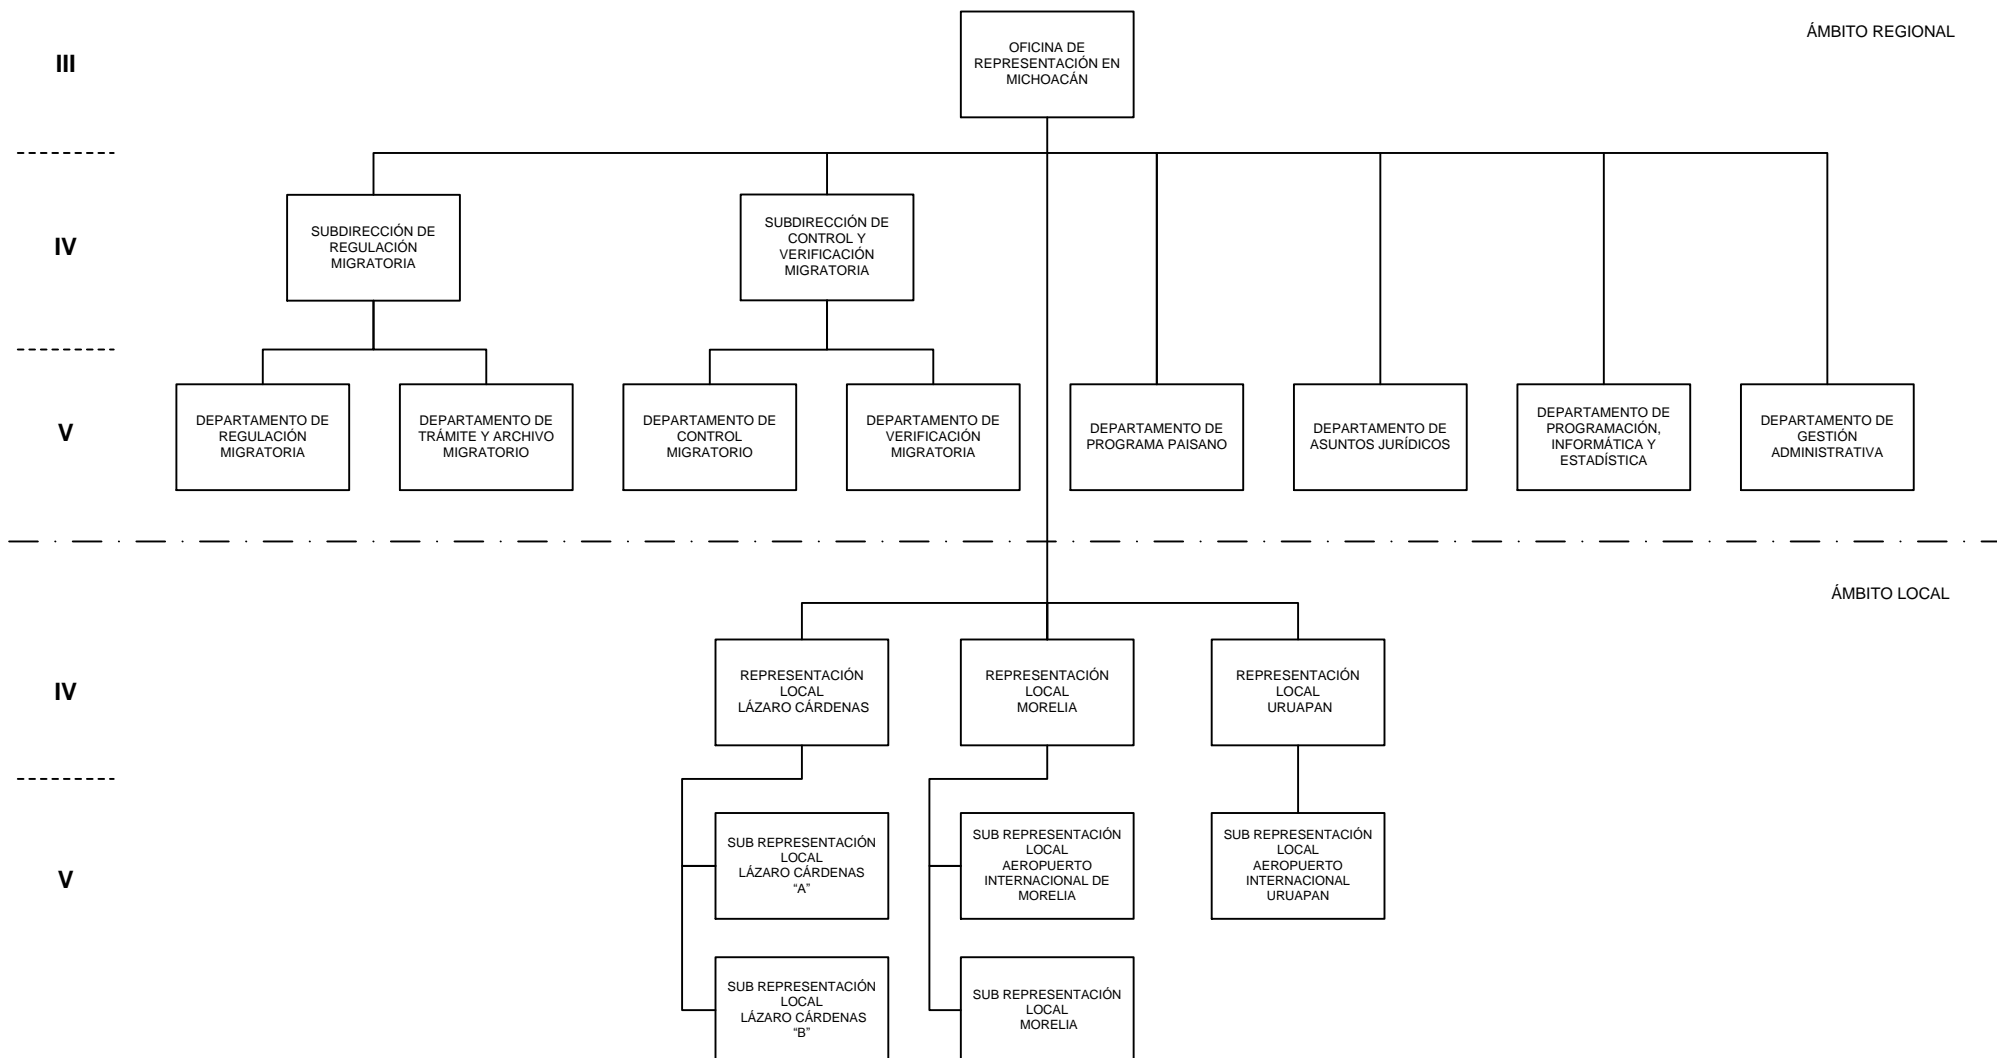 ÁMBITO REGIONAL
III
OFICINA DE
REPRESENTACIÓN EN
MICHOACÁN
IV
SUBDIRECCIÓN DE
REGULACIÓN
MIGRATORIA
SUBDIRECCIÓN DE
CONTROL Y
VERIFICACIÓN
MIGRATORIA
V
DEPARTAMENTO DE
REGULACIÓN
MIGRATORIA
DEPARTAMENTO DE
TRÁMITE Y ARCHIVO
MIGRATORIO
DEPARTAMENTO DE
CONTROL
MIGRATORIO
DEPARTAMENTO DE
VERIFICACIÓN
MIGRATORIA
DEPARTAMENTO DE
PROGRAMA PAISANO
DEPARTAMENTO DE
ASUNTOS JURÍDICOS
DEPARTAMENTO DE
PROGRAMACIÓN,
INFORMÁTICA Y
ESTADÍSTICA
DEPARTAMENTO DE
GESTIÓN
ADMINISTRATIVA
ÁMBITO LOCAL
IV
REPRESENTACIÓN
LOCAL
LÁZARO CÁRDENAS
REPRESENTACIÓN
LOCAL
MORELIA
REPRESENTACIÓN
LOCAL
URUAPAN
V
SUB REPRESENTACIÓN
LOCAL
LÁZARO CÁRDENAS
“A”
SUB REPRESENTACIÓN
LOCAL
AEROPUERTO
INTERNACIONAL DE
MORELIA
SUB REPRESENTACIÓN
LOCAL
AEROPUERTO
INTERNACIONAL
URUAPAN
SUB REPRESENTACIÓN
LOCAL
LÁZARO CÁRDENAS
“B”
SUB REPRESENTACIÓN
LOCAL
MORELIA